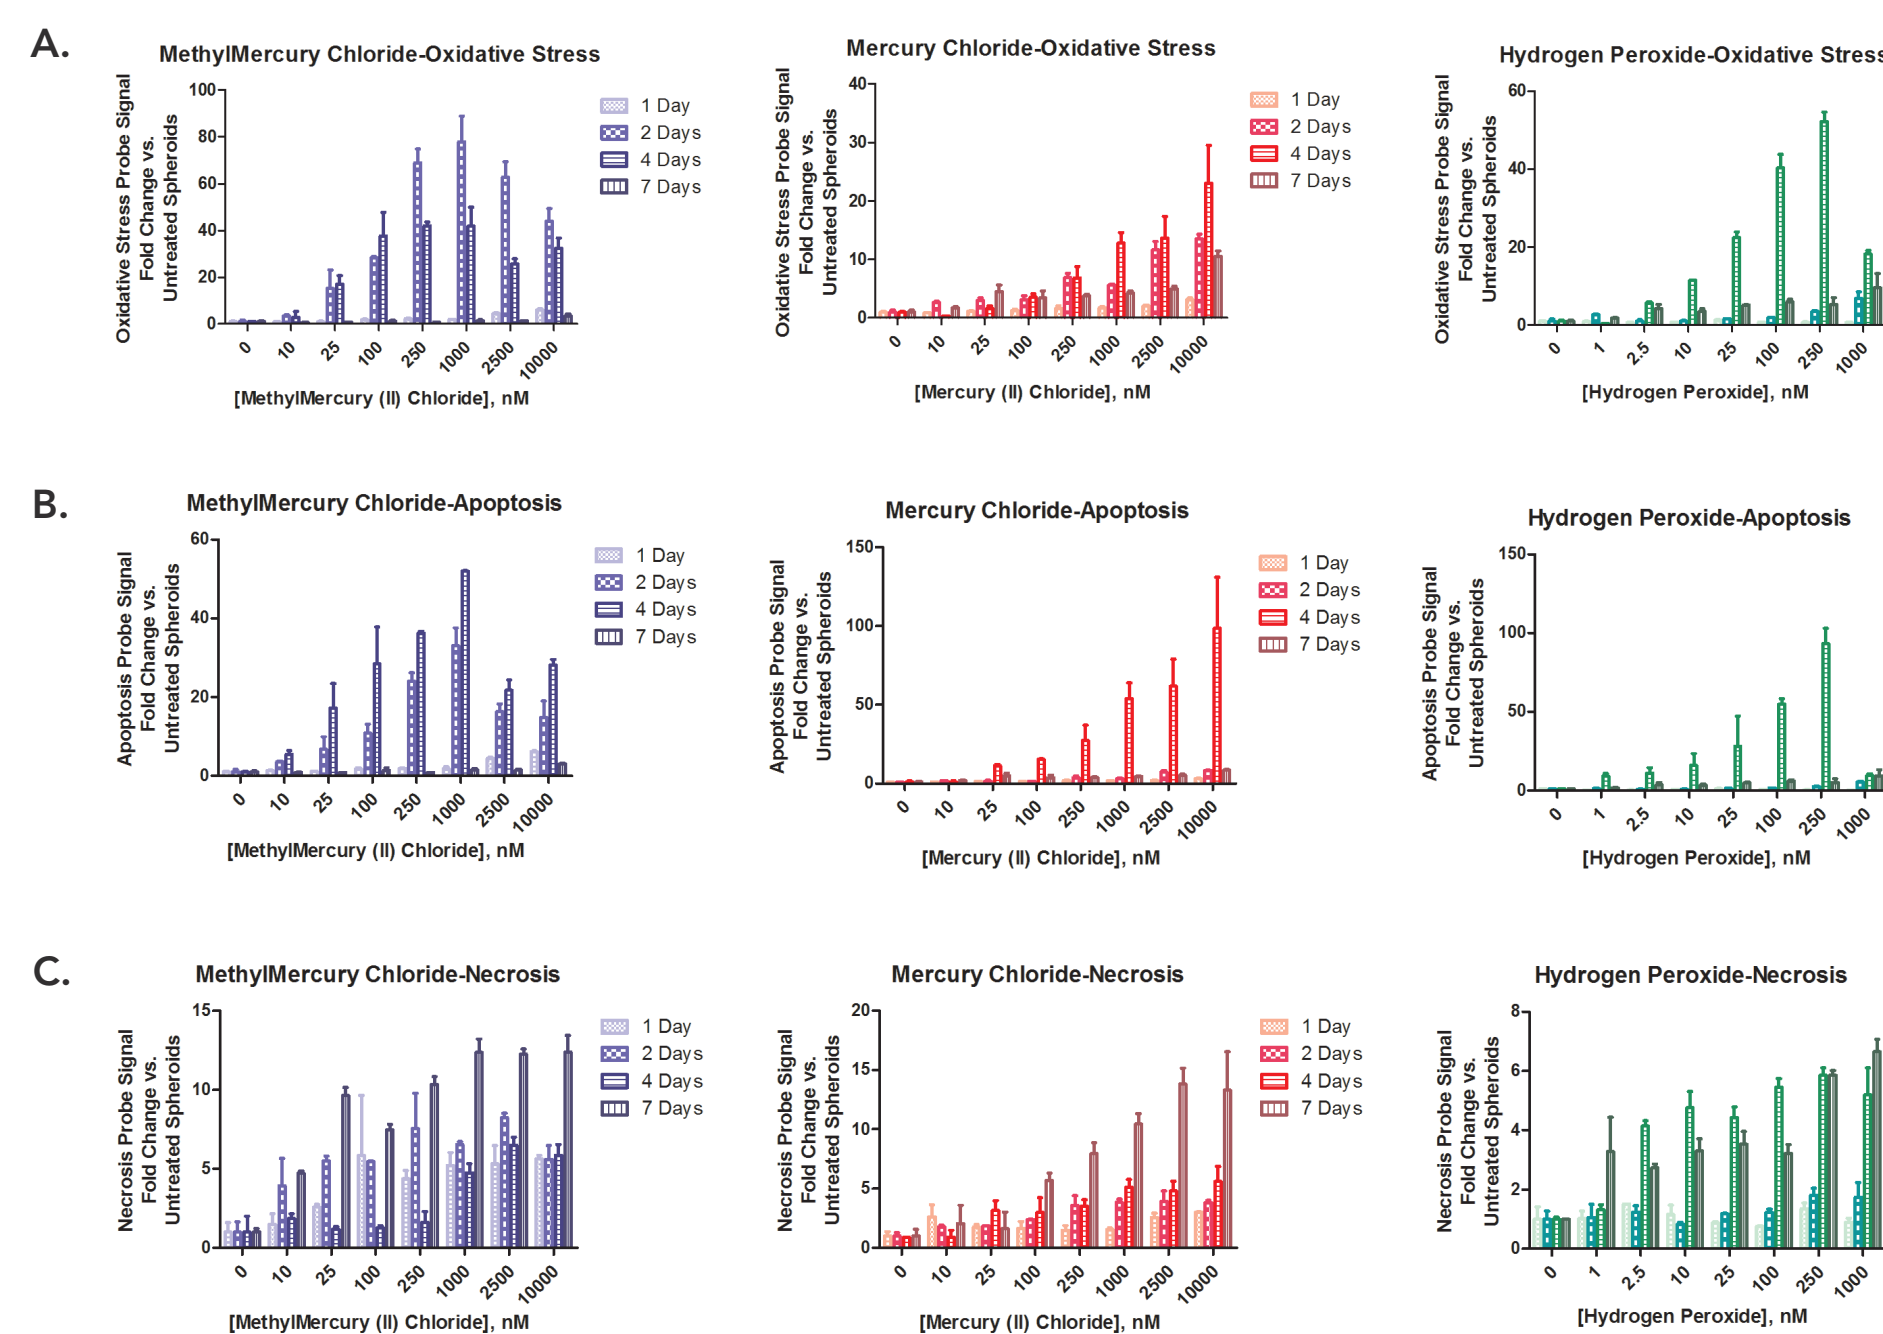 A.
MethylMercury Chloride-Oxidative Stress
Oxidative Stress Probe Signal
Fold Change vs.
Untreated Spheroids
100
80
60
40
20
0
0 10 25 100 250 1000 2500 10000
[MethylMercury (II) Chloride], nM
1 Day
2 Days
4 Days
7 Days
Mercury Chloride-Oxidative Stress
Oxidative Stress Probe Signal
Fold Change vs.
Untreated Spheroids
40
30
20
10
0
0 10 25 100 250 1000 2500 10000
[Mercury (II) Chloride], nM
1 Day
2 Days
4 Days
7 Days
Hydrogen Peroxide-Oxidative Stress
Oxidative Stress Probe Signal
Fold Change vs.
Untreated Spheroids
60
40
20
0
0 1 2.5 10 25 100 250 1000
[Hydrogen Peroxide], nM
B.
MethylMercury Chloride-Apoptosis
Apoptosis Probe Signal
Fold Change vs.
Untreated Spheroids
60
40
20
0
0 10 25 100 250 1000 2500 10000
[MethylMercury (II) Chloride], nM
1 Day
2 Days
4 Days
7 Days
Mercury Chloride-Apoptosis
Apoptosis Probe Signal
Fold Change vs.
Untreated Spheroids
150
100
50
0
0 10 25 100 250 1000 2500 10000
[Mercury (II) Chloride], nM
1 Day
2 Days
4 Days
7 Days
Hydrogen Peroxide-Apoptosis
Apoptosis Probe Signal
Fold Change vs.
Untreated Spheroids
150
100
50
0
0 1 2.5 10 25 100 250 1000
[Hydrogen Peroxide], nM
C.
MethylMercury Chloride-Necrosis
Necrosis Probe Signal
Fold Change vs.
Untreated Spheroids
15
10
5
0
0 10 25 100 250 1000 2500 10000
[MethylMercury (II) Chloride], nM
1 Day
2 Days
4 Days
7 Days
Mercury Chloride-Necrosis
Necrosis Probe Signal
Fold Change vs.
Untreated Spheroids
20
15
10
5
0
0 10 25 100 250 1000 2500 10000
[Mercury (II) Chloride], nM
1 Day
2 Days
4 Days
7 Days
Hydrogen Peroxide-Necrosis
Necrosis Probe Signal
Fold Change vs.
Untreated Spheroids
8
6
4
2
0
0 1 2.5 10 25 100 250 1000
[Hydrogen Peroxide], nM